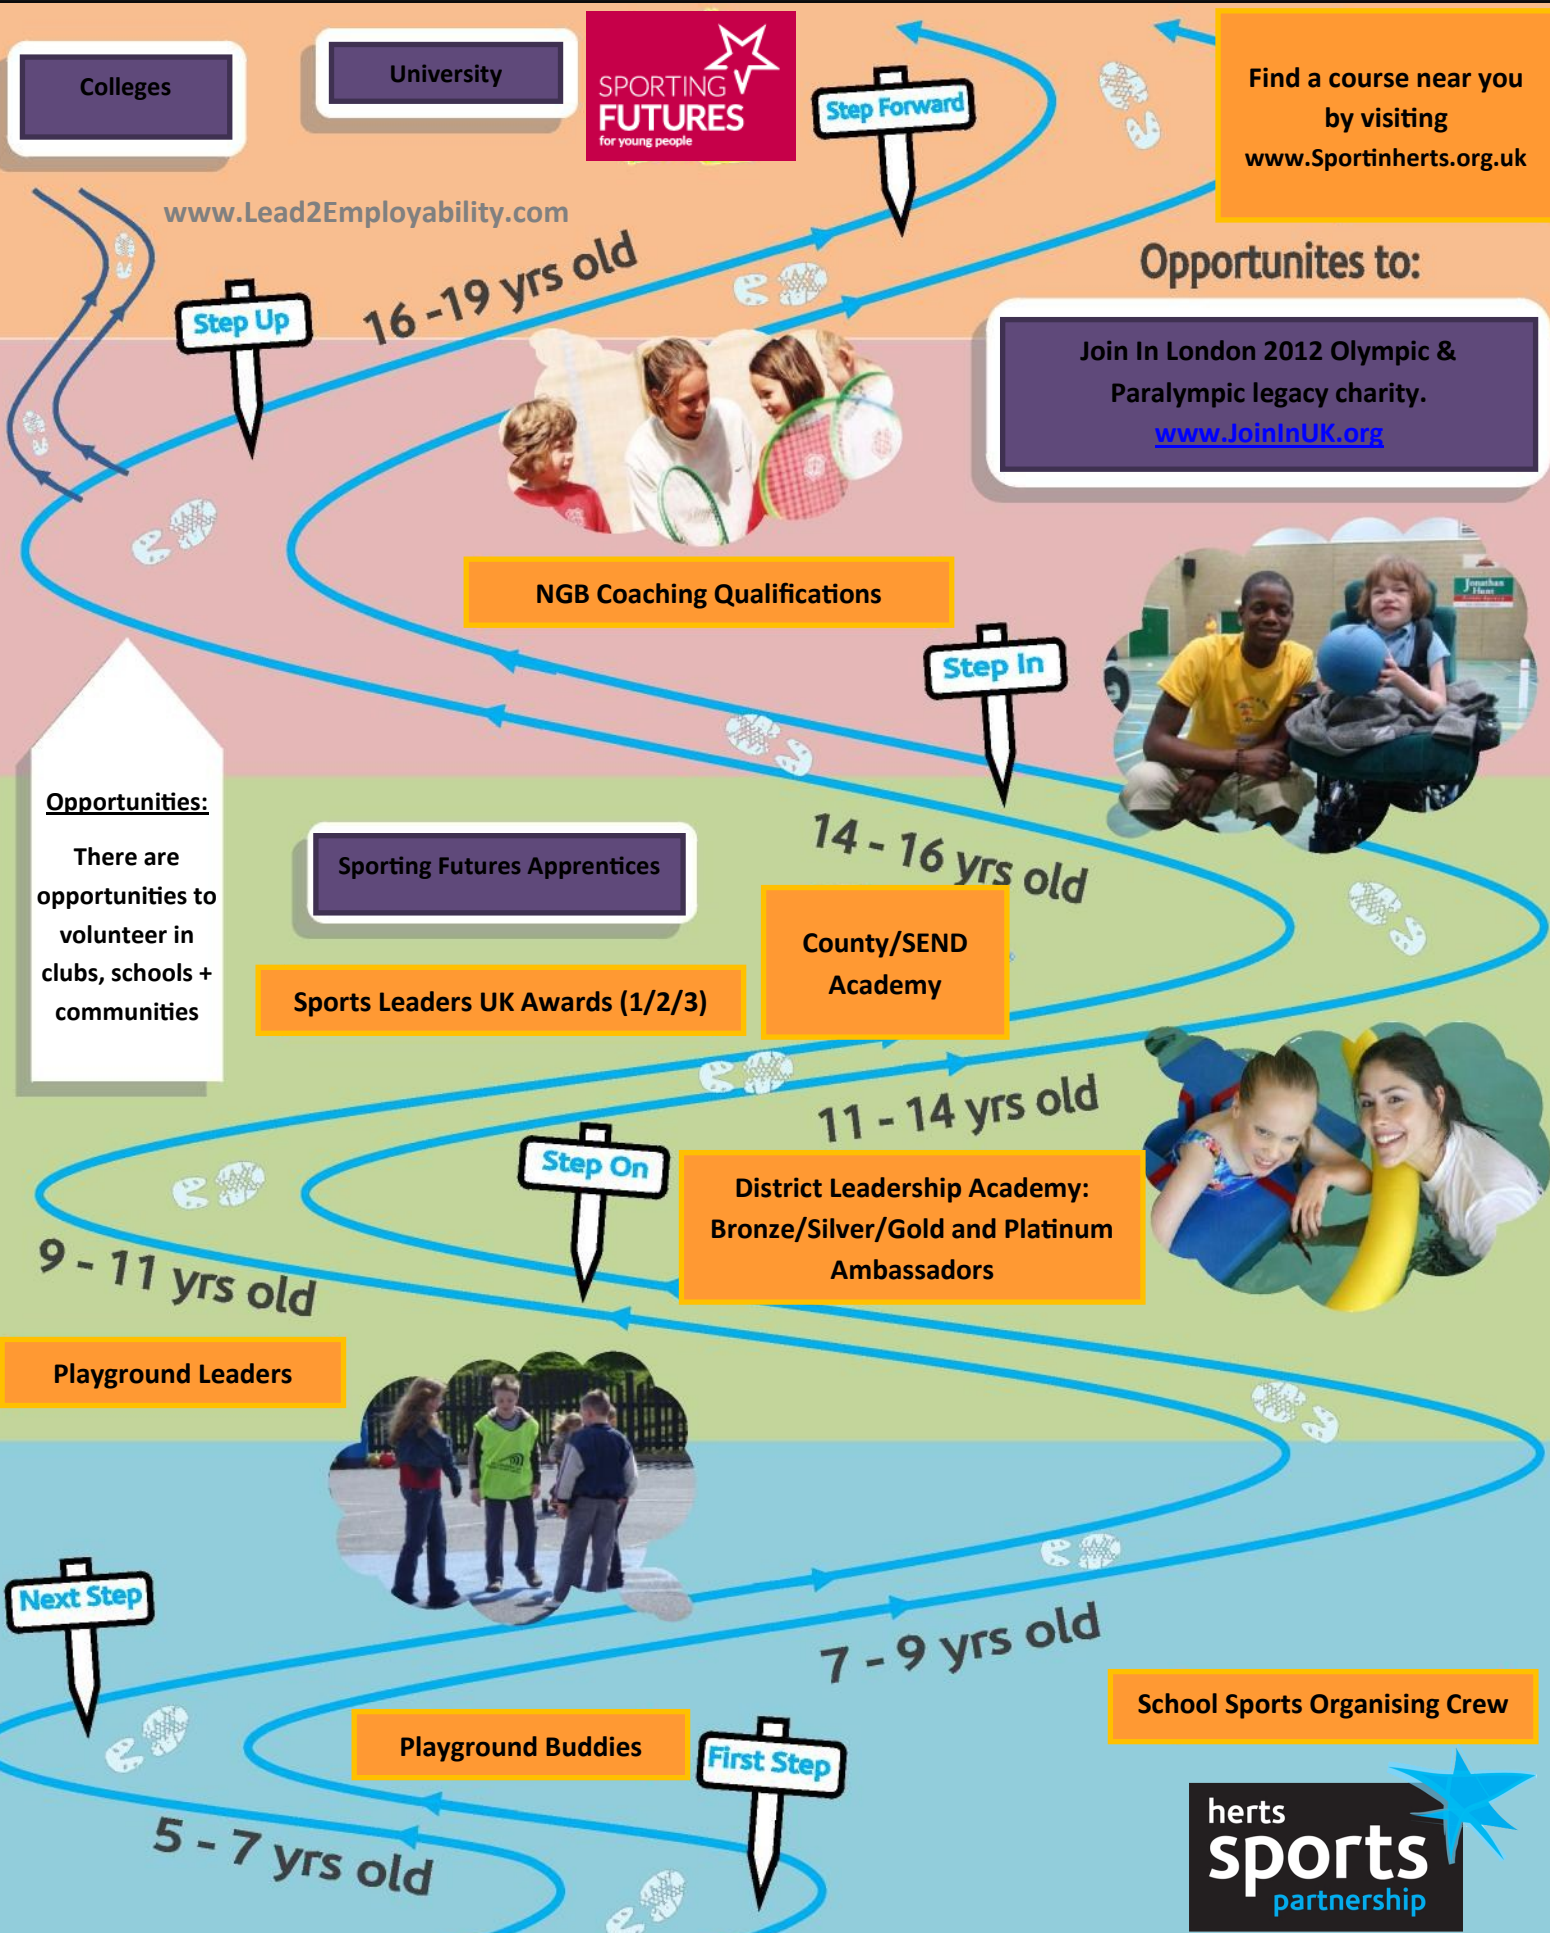 Colleges
University
SPORTING
FUTURES
for young people
Step Forward
Find a course near you
by visiting
www.Sportinherts.org.uk
www.Lead2Employability.com
16 -19 yrs old
Step Up
Opportunites to:
Join In London 2012 Olympic &
Paralympic legacy charity.
www.JoinInUK.org
NGB Coaching Qualifications
Jonathan
Hunt
Step In
Opportunities:
There are
opportunities to
volunteer in
clubs, schools +
communities
14 - 16 yrs old
Sporting Futures Apprentices
County/SEND
Academy
Sports Leaders UK Awards (1/2/3)
11 - 14 yrs old
Step On
District Leadership Academy:
Bronze/Silver/Gold and Platinum
Ambassadors
9 - 11 yrs old
Playground Leaders
Next Step
7 - 9 yrs old
School Sports Organising Crew
Playground Buddies
First Step
5 - 7 yrs old
herts
sports
partnership